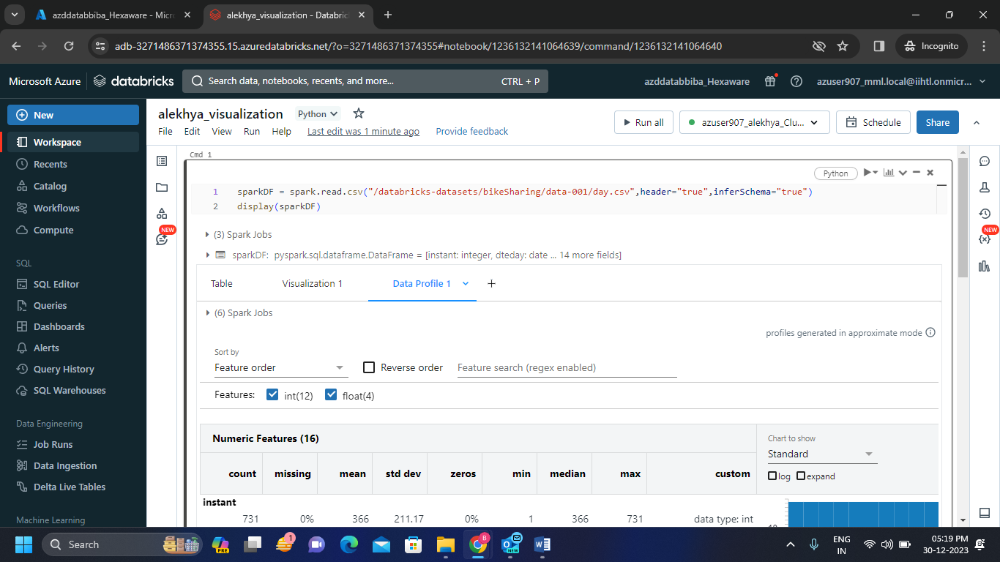 azddatabbiba_Hexaware - Micr
alekhya_visualization - Databric
adb-3271486371374355.15.azuredatabricks.net/?o=3271486371374355#notebook/1236132141064639/command/1236132141064640
Incognito
Microsoft Azure
databricks
Search data, notebooks, recents, and more...
CTRL + P
azddatabbiba_Hexaware
azuser907_mml.local@iihtl.onmicr...
New
Workspace
Recents
Catalog
Workflows
Compute
SQL
SQL Editor
Queries
Dashboards
Alerts
Query History
SQL Warehouses
Data Engineering
Job Runs
Data Ingestion
Delta Live Tables
Machine Learning
alekhya_visualization
Python
File Edit View Run Help Last edit was 1 minute ago Provide feedback
Run all
azuser907_alekhya_Clu...
Schedule
Share
NEW
NEW
Cmd 1
Python
1 sparkDF = spark.read.csv("/databricks-datasets/bikeSharing/data-001/day.csv",header="true",inferSchema="true")
2 display(sparkDF)
(3) Spark Jobs
sparkDF: pyspark.sql.dataframe.DataFrame = [instant: integer, dteday: date ... 14 more fields]
Table Visualization 1 Data Profile 1 +
(6) Spark Jobs
profiles generated in approximate mode
Sort by
Feature order
Reverse order
Feature search (regex enabled)
Features: int(12) float(4)
Numeric Features (16)
Chart to show
Standard
log expand
count missing mean std dev zeros min median max custom
instant
731 0% 366 211.17 0% 1 366 731 data type: int
Search
PRE
1
8
NEW
ENG
IN
05:19 PM
30-12-2023